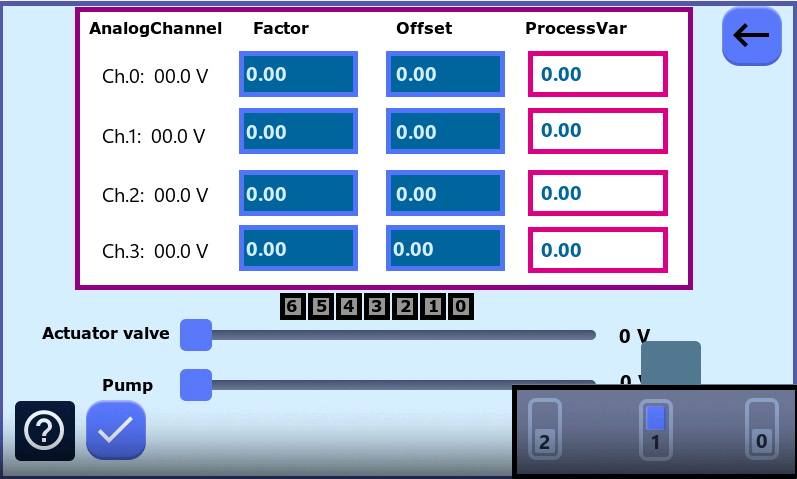 AnalogChannel Factor Offset ProcessVar
Ch.0: 00.0 V 0.00 0.00 0.00
Ch.1: 00.0 V 0.00 0.00 0.00
Ch.2: 00.0 V 0.00 0.00 0.00
Ch.3: 00.0 V 0.00 0.00 0.00
6 5 4 3 2 1 0
Actuator valve 0 V
Pump 0 V
? 2 1 0